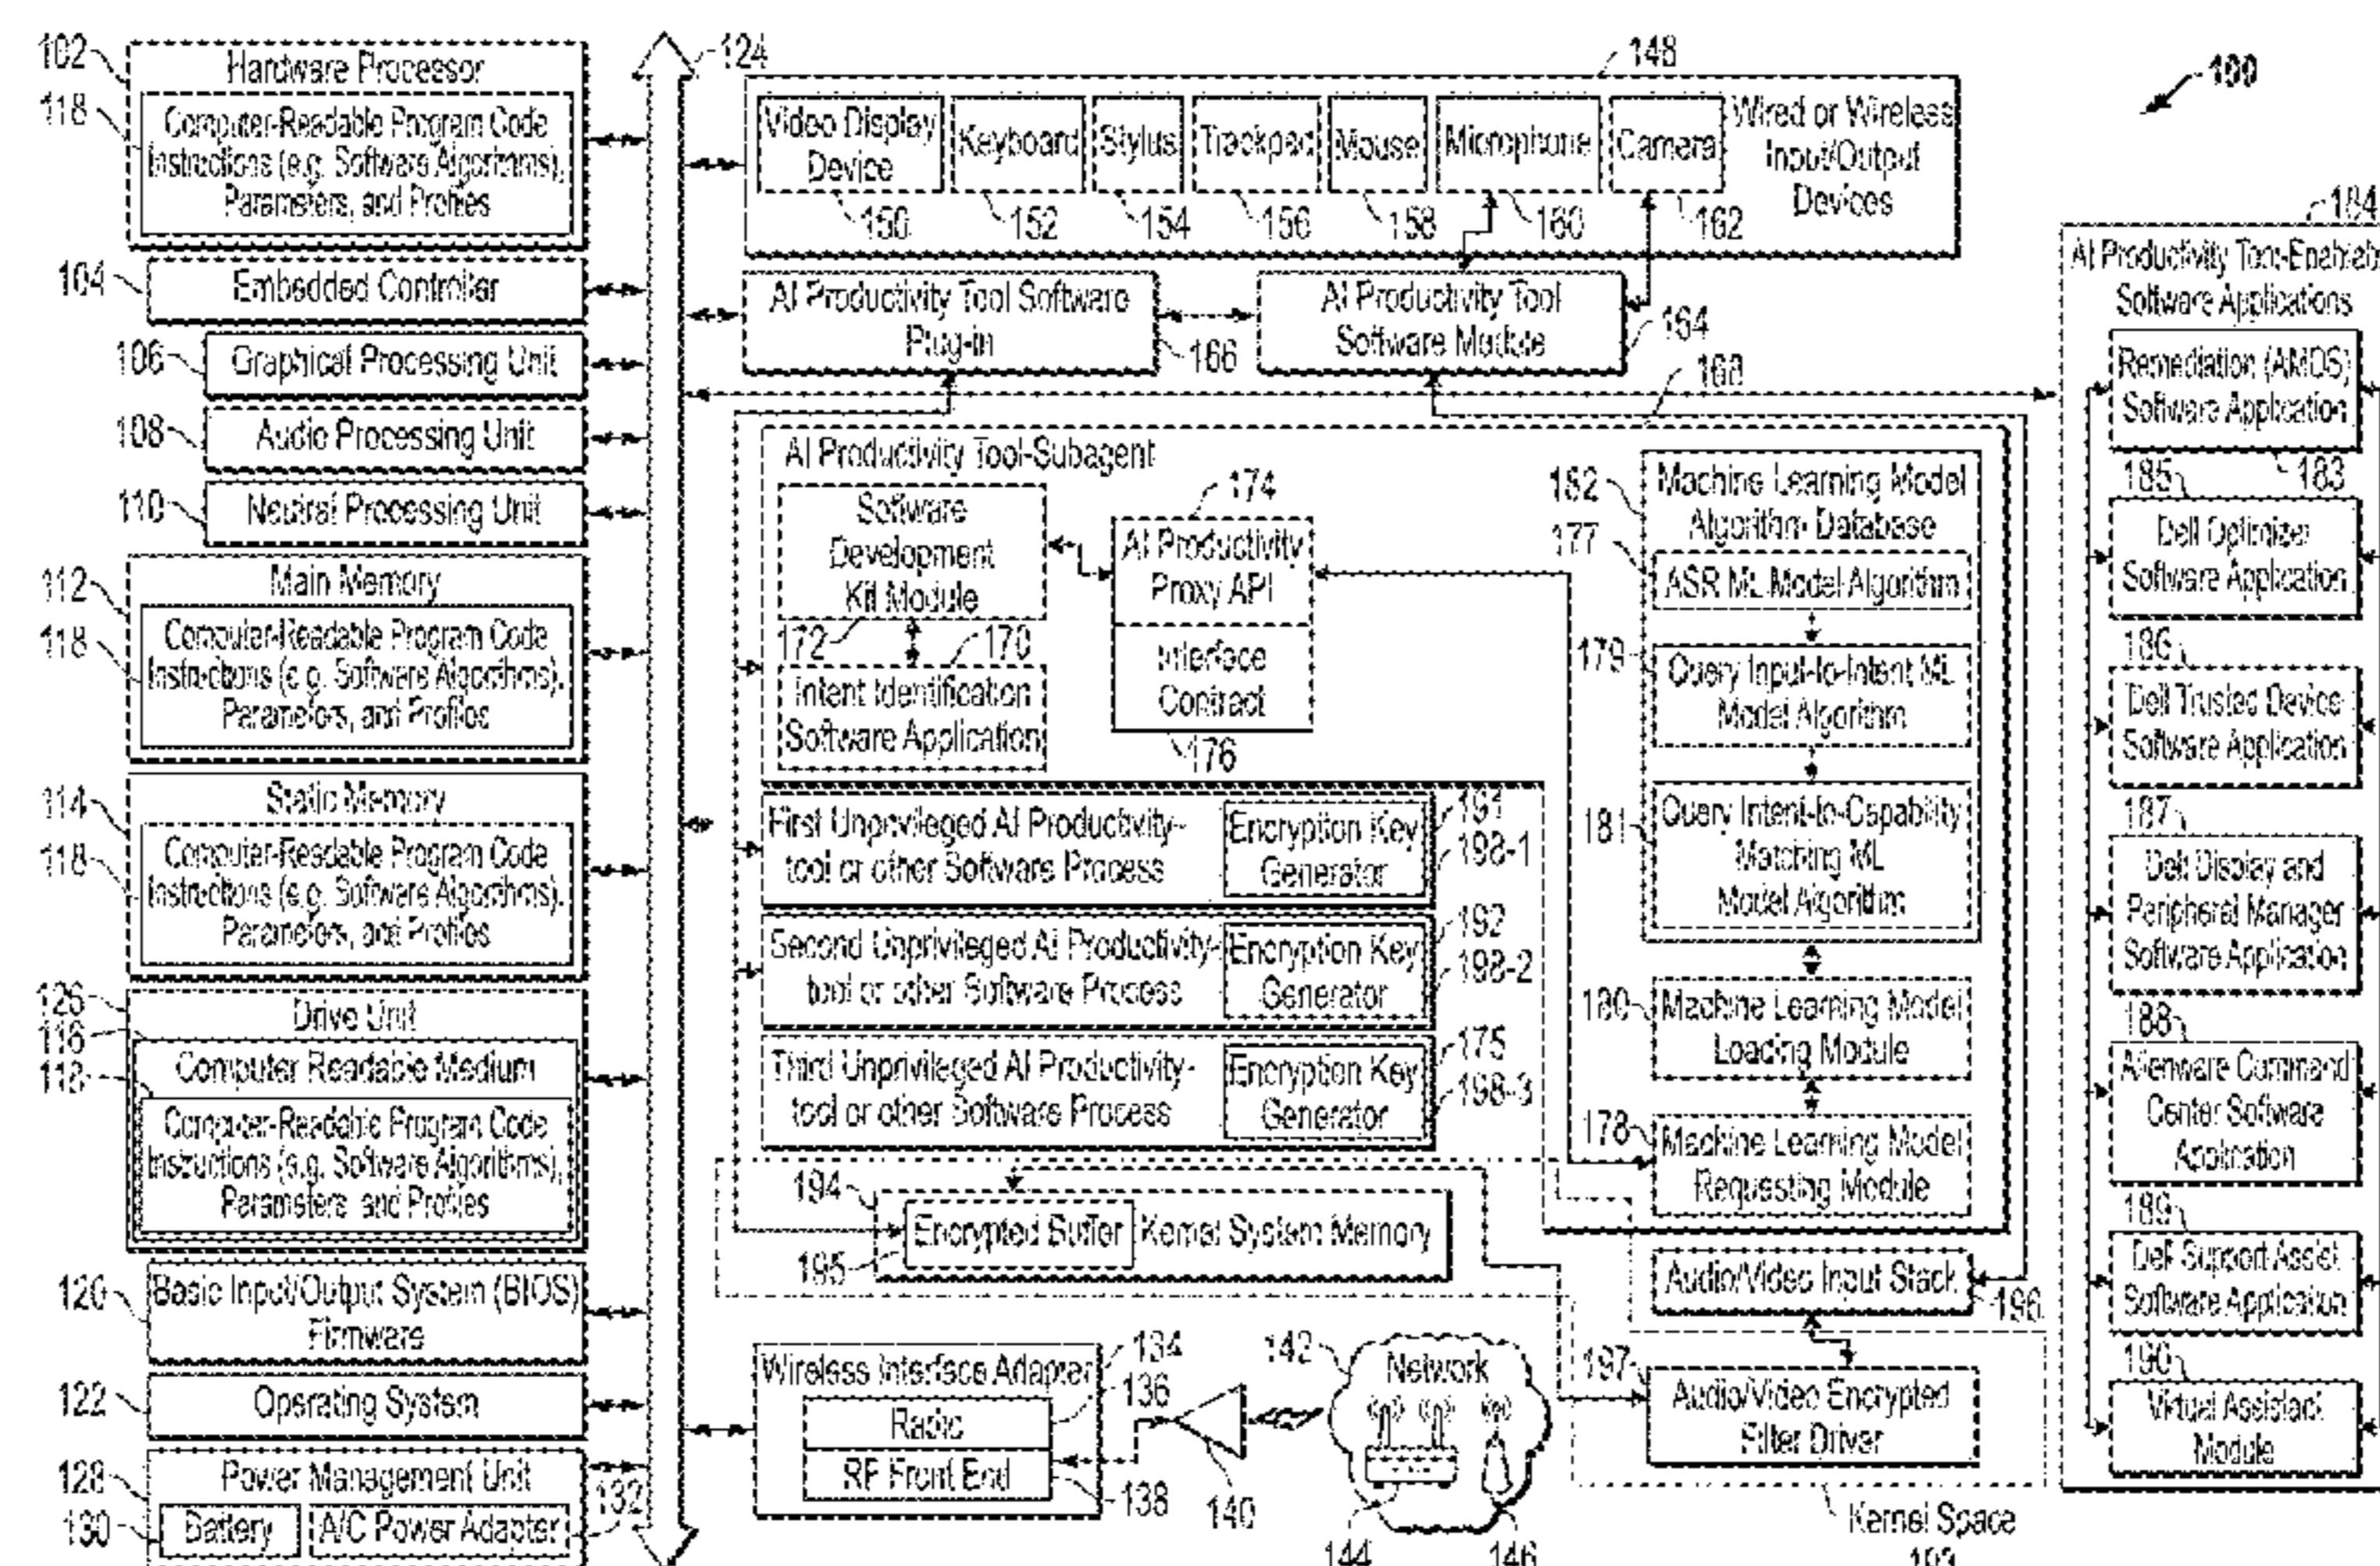 100
102
Hardware Processor
118
Computer-Readable Program Code
Instructions (e.g. Software Algorithms),
Parameters, and Profiles
104
Embedded Controller
106
Graphical Processing Unit
108
Audio Processing Unit
110
Neutral Processing Unit
112
Main Memory
118
Computer-Readable Program Code
Instructions (e.g. Software Algorithms),
Parameters, and Profiles
114
Static Memory
118
Computer-Readable Program Code
Instructions (e.g. Software Algorithms),
Parameters, and Profiles
126
Drive Unit
116
Computer Readable Medium
118
Computer-Readable Program Code
Instructions (e.g. Software Algorithms),
Parameters, and Profiles
120
Basic Input/Output System (BIOS)
Firmware
122
Operating System
128
Power Management Unit
130
Battery
A/C Power Adapter
132
124
148
Video Display
Device
150
Keyboard
152
Stylus
154
Trackpad
156
Mouse
158
Microphone
160
Camera
162
Wired or Wireless
Input/Output
Devices
AI Productivity Tool Software
Plug-in
166
AI Productivity Tool
Software Module
164
168
AI Productivity Tool-Subagent
Software
Development
Kit Module
172
170
Intent Identification
Software Application
174
AI Productivity
Proxy API
Interface
Contract
176
182
Machine Learning Model
Algorithm Database
177
ASR ML Model Algorithm
179
Query Input-to-Intent ML
Model Algorithm
181
Query Intent-to-Capability
Matching ML
Model Algorithm
180
Machine Learning Model
Loading Module
178
Machine Learning Model
Requesting Module
First Unprivileged AI Productivity-
tool or other Software Process
Encryption Key
Generator
191
198-1
Second Unprivileged AI Productivity-
tool or other Software Process
Encryption Key
Generator
192
198-2
Third Unprivileged AI Productivity-
tool or other Software Process
Encryption Key
Generator
175
198-3
194
Encrypted Buffer
Kernel System Memory
195
Audio/Video Input Stack
196
197
Audio/Video Encrypted
Filter Driver
Kernel Space
193
Wireless Interface Adapter
134
136
Radio
RF Front End
138
140
142
Network
144
146
184
AI Productivity Tool-Enabled
Software Applications
Remediation (AMDS)
Software Application
183
185
Dell Optimizer
Software Application
186
Dell Trusted Device
Software Application
187
Dell Display and
Peripheral Manager
Software Application
188
Alienware Command
Center Software
Application
189
Dell Support Assist
Software Application
190
Virtual Assistant
Module